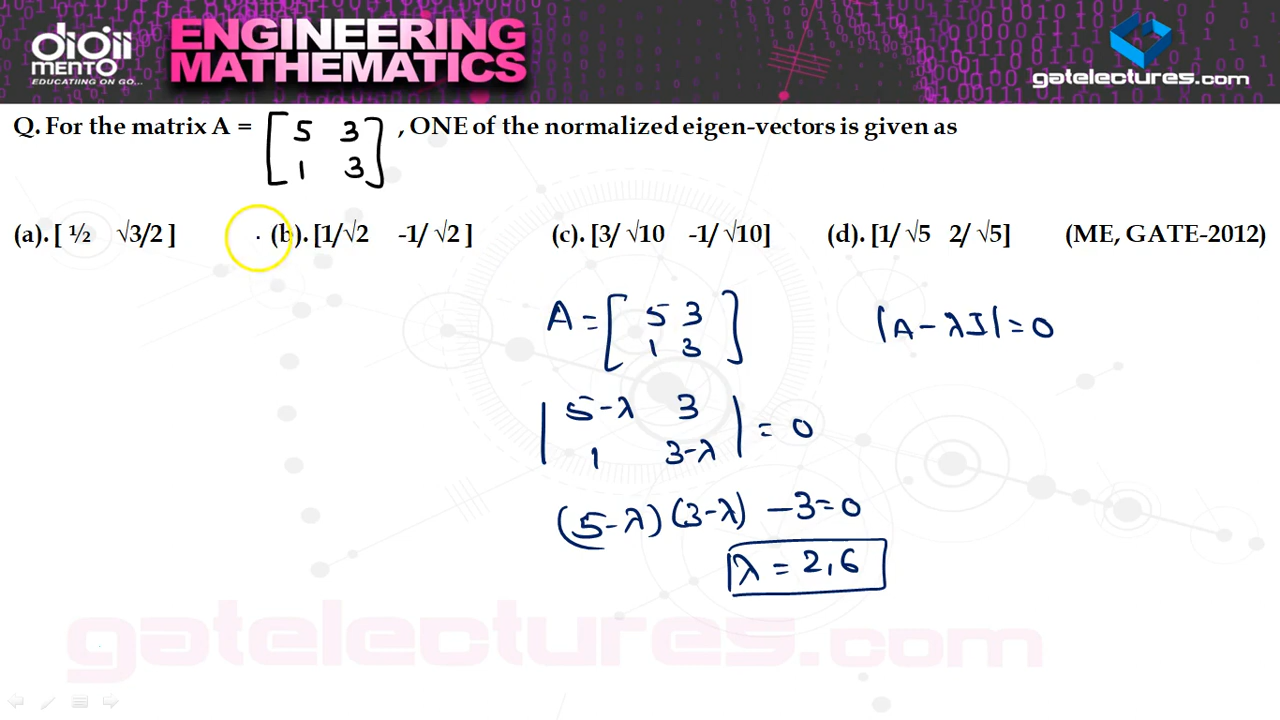 digii
mento
EDUCATIING ON GO...
ENGINEERING
MATHEMATICS
gatelectures.com
Q. For the matrix A = [5 3 , ONE of the normalized eigen-vectors is given as
1 3]
(a). [ ½ √3/2 ] (b). [1/√2 -1/ √2 ] (c). [3/ √10 -1/ √10] (d). [1/ √5 2/ √5] (ME, GATE-2012)
A = [5 3 |A - λI| = 0
1 3]
|5-λ 3
1 3-λ| = 0
(5-λ) (3-λ) -3=0
λ = 2,6
gatelectures.com